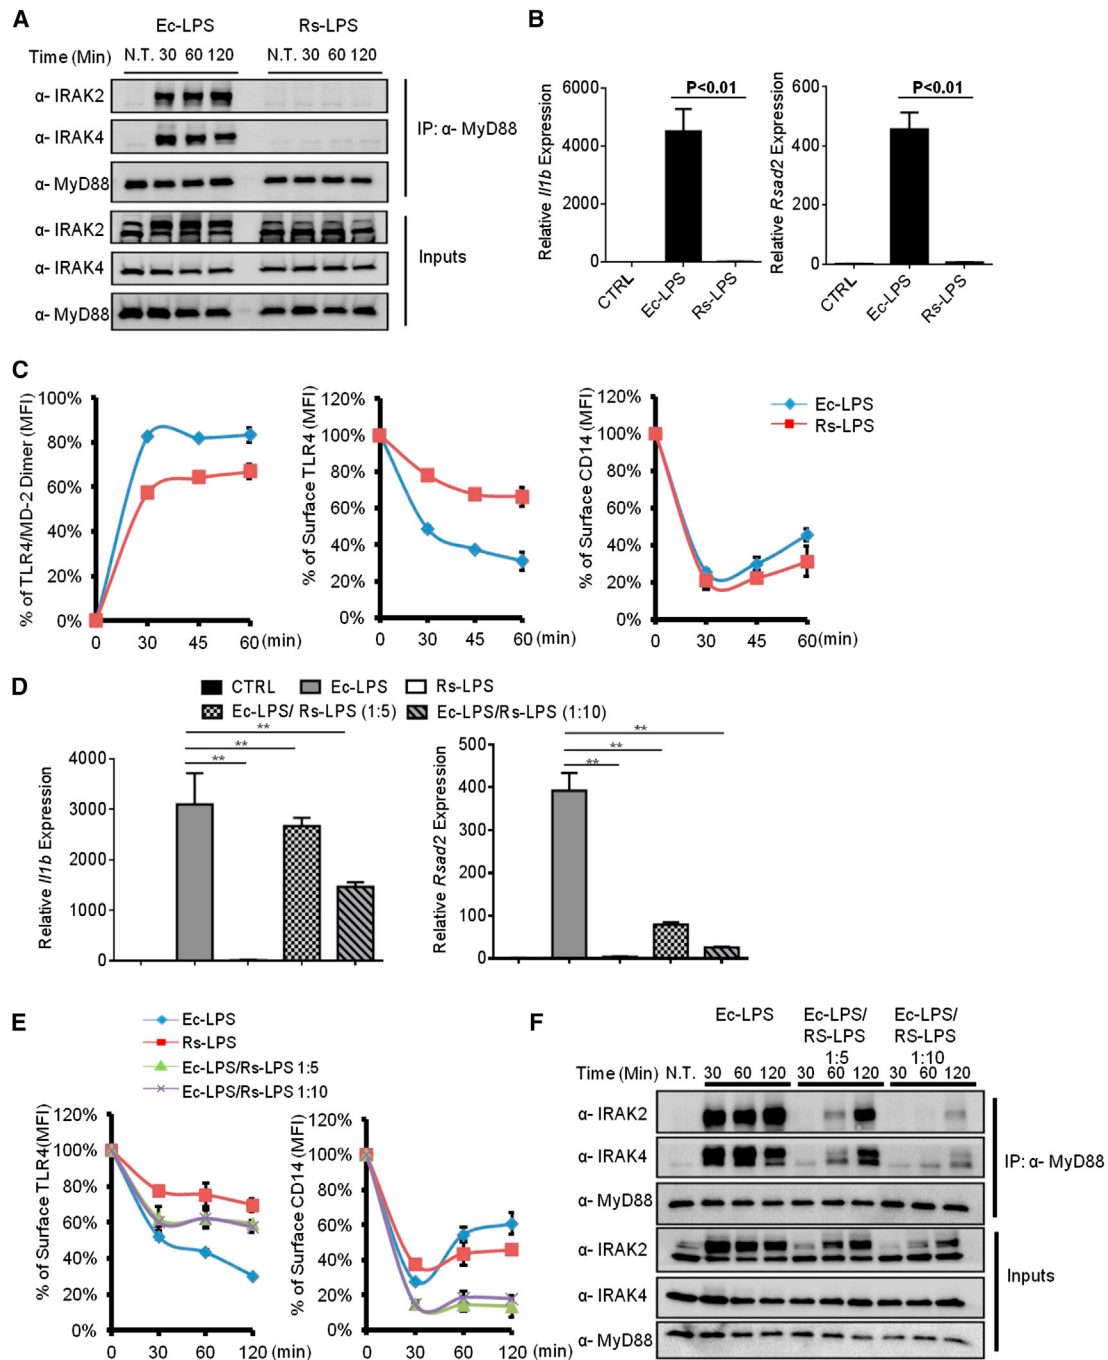 A
Ec-LPS Rs-LPS
Time (Min) N.T. 30 60 120 N.T. 30 60 120
α- IRAK2
α- IRAK4
α- MyD88
IP: α- MyD88
α- IRAK2
α- IRAK4
α- MyD88
Inputs
B
Relative Il1b Expression
6000
4000
2000
0
P<0.01
CTRL Ec-LPS Rs-LPS
Relative Rsad2 Expression
600
400
200
0
P<0.01
CTRL Ec-LPS Rs-LPS
C
% of TLR4/MD-2 Dimer (MFI)
100%
80%
60%
40%
20%
0%
0 30 45 60 (min)
% of Surface TLR4 (MFI)
120%
100%
80%
60%
40%
20%
0%
0 30 45 60 (min)
% of Surface CD14 (MFI)
120%
100%
80%
60%
40%
20%
0%
0 30 45 60 (min)
Ec-LPS
Rs-LPS
D
CTRL Ec-LPS Rs-LPS
Ec-LPS/ Rs-LPS (1:5) Ec-LPS/Rs-LPS (1:10)
Relative Il1b Expression
4000
3000
2000
1000
0
**
**
**
Relative Rsad2 Expression
500
400
300
200
100
0
**
**
**
E
Ec-LPS
Rs-LPS
Ec-LPS/Rs-LPS 1:5
Ec-LPS/Rs-LPS 1:10
% of Surface TLR4(MFI)
120%
100%
80%
60%
40%
20%
0%
0 30 60 120 (min)
% of Surface CD14 (MFI)
120%
100%
80%
60%
40%
20%
0%
0 30 60 120 (min)
F
Ec-LPS Ec-LPS/ Ec-LPS/
RS-LPS RS-LPS
1:5 1:10
Time (Min) N.T. 30 60 120 30 60 120 30 60 120
α- IRAK2
α- IRAK4
α- MyD88
IP: α- MyD88
α- IRAK2
α- IRAK4
α- MyD88
Inputs